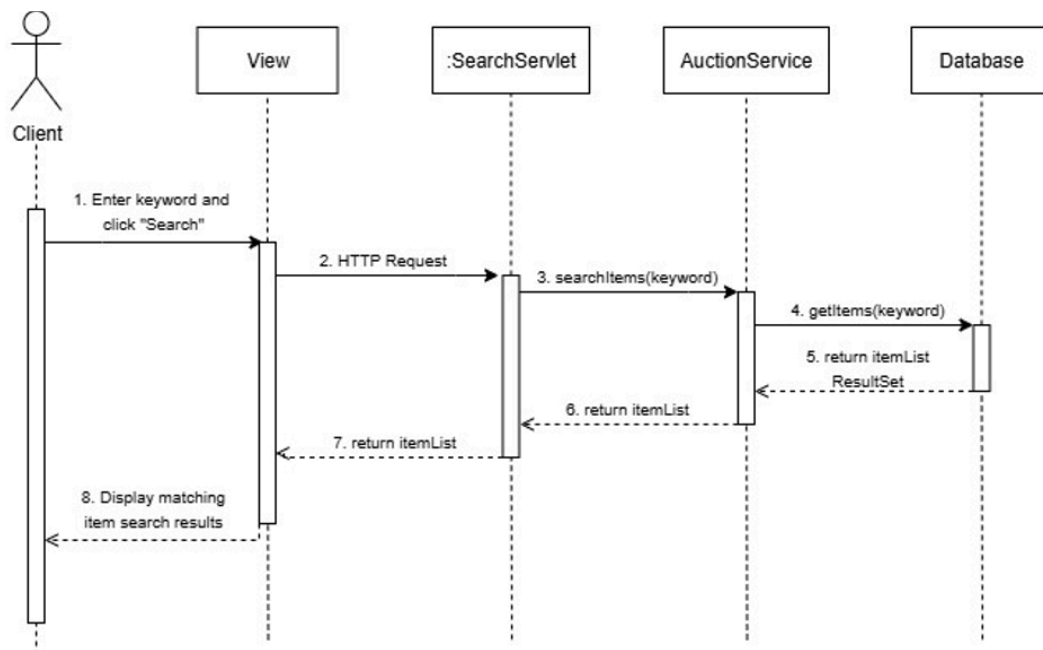 View
:SearchServlet
AuctionService
Database
Client
1. Enter keyword and
click "Search"
2. HTTP Request
3. searchItems(keyword)
4. getItems(keyword)
5. return itemList
ResultSet
6. return itemList
7. return itemList
8. Display matching
item search results